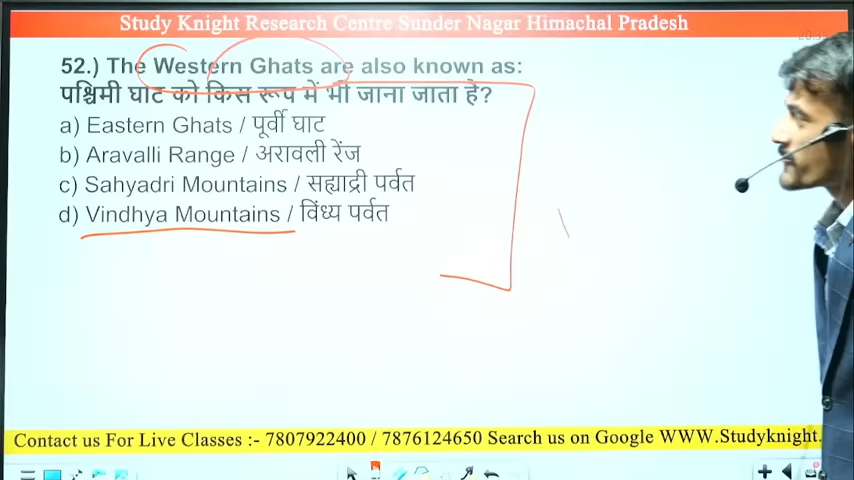 Study Knight Research Centre Sunder Nagar Himachal Pradesh
52.) The Western Ghats are also known as:
पश्चिमी घाट को किस रूप में भी जाना जाता है?
a) Eastern Ghats / पूर्वी घाट
b) Aravalli Range / अरावली रेंज
c) Sahyadri Mountains / सह्याद्री पर्वत
d) Vindhya Mountains / विंध्य पर्वत
Contact us For Live Classes :- 7807922400 / 7876124650 Search us on Google WWW.Studyknight.